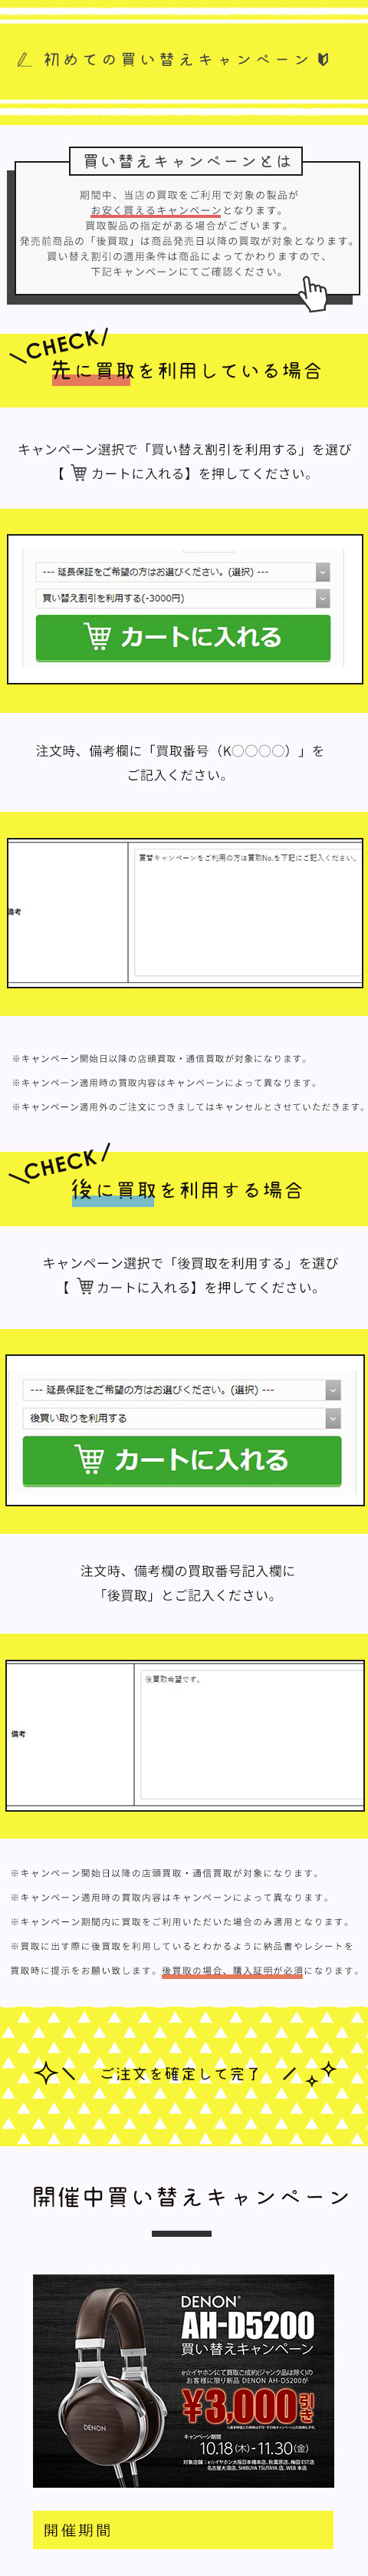 初めての買い替えキャンペーン
買い替えキャンペーンとは
期間中、当店の買取をご利用で対象の製品が
お安く買えるキャンペーンとなります。
買取製品の指定がある場合がございます。
発売前商品の「後買取」は商品発売日以降の買取が対象となります。
買い替え割引の適用条件は商品によってかわりますので、
下記キャンペーンにてご確認ください。
\CHECK/
先に買取を利用している場合
キャンペーン選択で「買い替え割引を利用する」を選び
【 カートに入れる】を押してください。
--- 延長保証をご希望の方はお選びください。(選択) ---
買い替え割引を利用する(-3000円)
カートに入れる
注文時、備考欄に「買取番号（K〇〇〇〇）」を
ご記入ください。
買替キャンペーンをご利用の方は買取No.を下記にご記入ください。
備考
※キャンペーン開始日以降の店頭買取・通信買取が対象になります。
※キャンペーン適用時の買取内容はキャンペーンによって異なります。
※キャンペーン適用外のご注文につきましてはキャンセルとさせていただきます。
\CHECK/
後に買取を利用する場合
キャンペーン選択で「後買取を利用する」を選び
【 カートに入れる】を押してください。
--- 延長保証をご希望の方はお選びください。(選択) ---
後買い取りを利用する
カートに入れる
注文時、備考欄の買取番号記入欄に
「後買取」とご記入ください。
後買取希望です。
備考
※キャンペーン開始日以降の店頭買取・通信買取が対象になります。
※キャンペーン適用時の買取内容はキャンペーンによって異なります。
※キャンペーン期間内に買取をご利用いただいた場合のみ適用となります。
※買取に出す際に後買取を利用しているとわかるように納品書やレシートを
買取時に提示をお願い致します。後買取の場合、購入証明が必須になります。
\ ご注文を確定して完了 /
開催中買い替えキャンペーン
DENON®
AH-D5200
買い替えキャンペーン
e☆イヤホンにて買取ご成約(ジャンク品は除く)の
お客様に限り新品 DENON AH-D5200が
¥3,000引き
キャンペーン期間
10.18(木)-11.30(金)
対象店舗：e☆イヤホン大阪日本橋本店、秋葉原店、梅田 EST店
名古屋大須店、SHIBUYA TSUTAYA 店、WEB 本店
DENON
開催期間